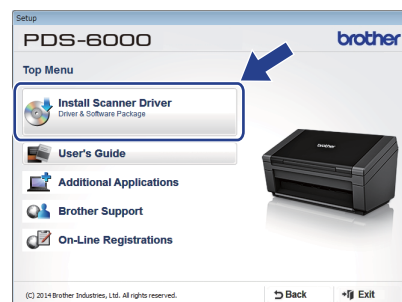 Setup
PDS-6000
brother
Top Menu
Install Scanner Driver
Driver & Software Package
User's Guide
Additional Applications
Brother Support
On-Line Registrations
brother
(C) 2014 Brother Industries, Ltd. All rights reserved.
Back
Exit